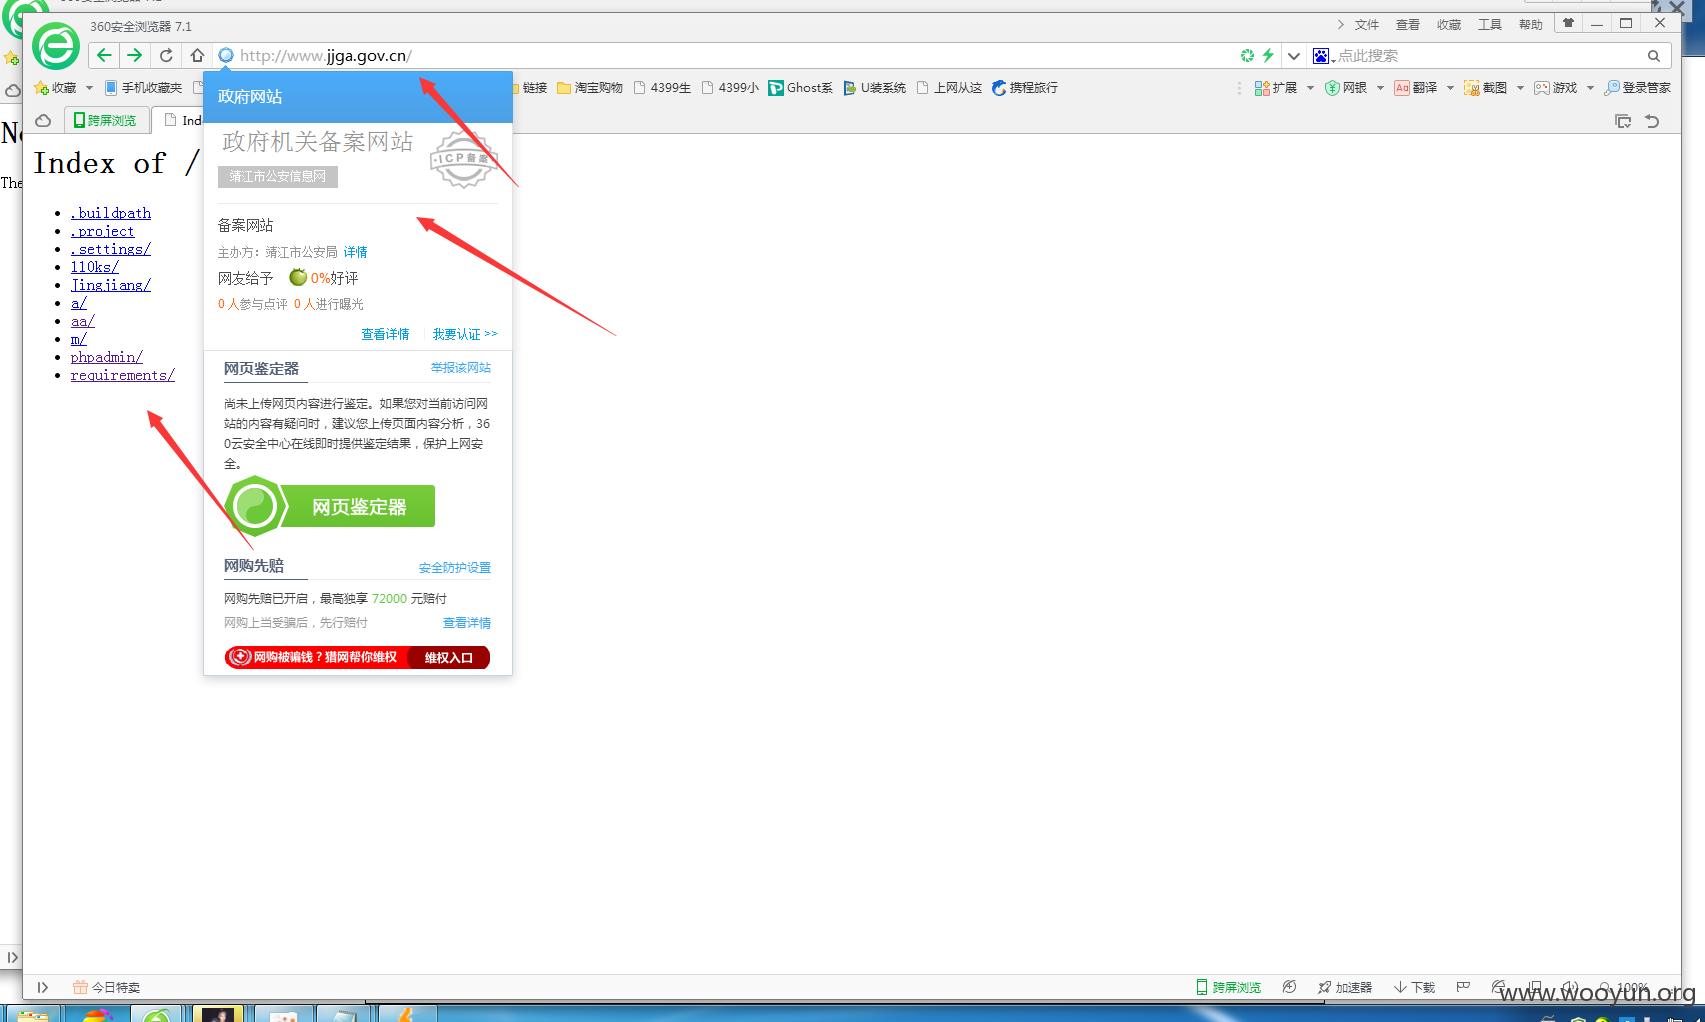 360安全浏览器 7.1
文件 查看 收藏 工具 帮助
http://www.jjga.gov.cn/
点此搜索
收藏 手机收藏夹 链接 淘宝购物 4399生 4399小 Ghost系 U装系统 上网从这 携程旅行
扩展 网银 Aa 翻译 截图 游戏 登录管家
跨屏浏览 Ind
Index of /
The
.buildpath
.project
.settings/
110ks/
Jingjiang/
a/
aa/
m/
phpadmin/
requirements/
政府网站
政府机关备案网站
靖江市公安信息网
ICP备案
备案网站
主办方：靖江市公安局 详情
网友给予 0%好评
0 人参与点评 0 人进行曝光
查看详情 我要认证 >>
网页鉴定器 举报该网站
尚未上传网页内容进行鉴定。如果您对当前访问网
站的内容有疑问时，建议您上传页面内容分析，36
0云安全中心在线即时提供鉴定结果，保护上网安
全。
网页鉴定器
网购先赔 安全防护设置
网购先赔已开启，最高独享 72000 元赔付
网购上当受骗后，先行赔付 查看详情
网购被骗钱？猎网帮你维权 维权入口
今日特卖
跨屏浏览 加速器 下载 100%
www.wooyun.org